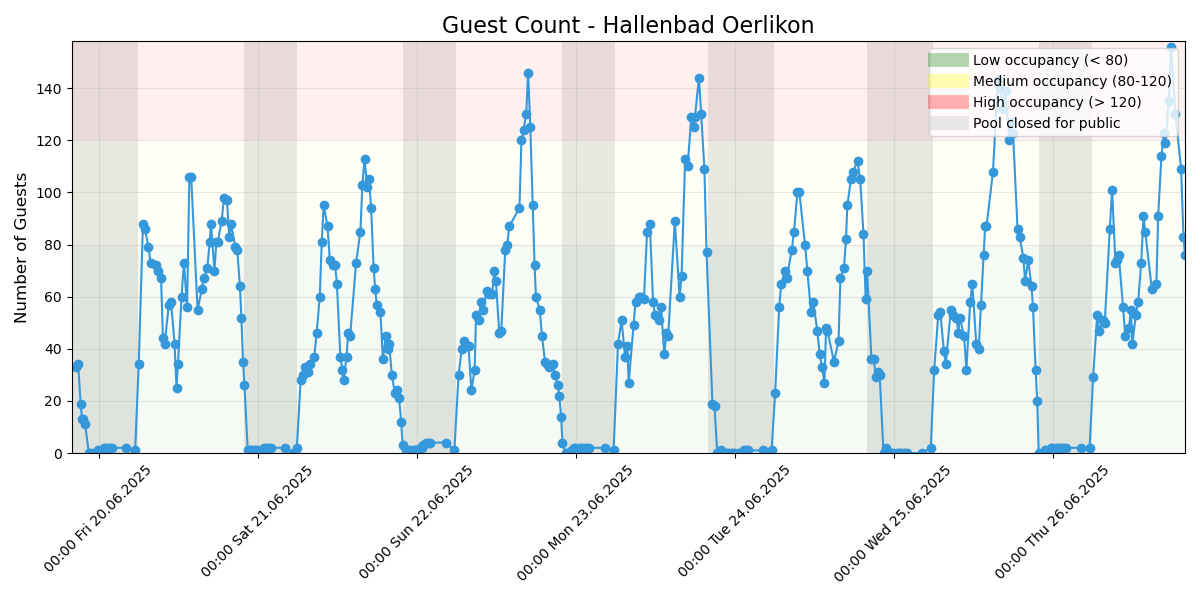 Guest Count - Hallenbad Oerlikon
Number of Guests
140
120
100
80
60
40
20
0
Low occupancy (< 80)
Medium occupancy (80-120)
High occupancy (> 120)
Pool closed for public
00:00 Fri 20.06.2025
00:00 Sat 21.06.2025
00:00 Sun 22.06.2025
00:00 Mon 23.06.2025
00:00 Tue 24.06.2025
00:00 Wed 25.06.2025
00:00 Thu 26.06.2025